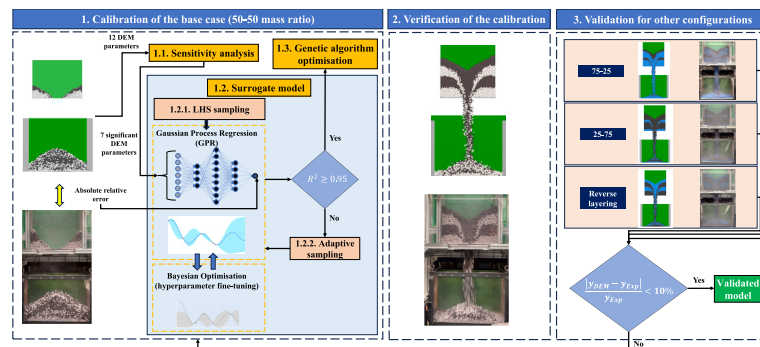 1. Calibration of the base case (50-50 mass ratio)
12 DEM
parameters
1.1. Sensitivity analysis
1.3. Genetic algorithm
optimisation
1.2. Surrogate model
1.2.1. LHS sampling
Gaussian Process Regression
(GPR)
7 significant
DEM
parameters
Absolute relative
error
Yes
R² ≥ 0.95
No
1.2.2. Adaptive
sampling
Bayesian Optimisation
(hyperparameter fine-tuning)
2. Verification of the calibration
3. Validation for other configurations
75-25
25-75
Reverse
layering
|y_DEM − y_Exp|
y_Exp
< 10%
Yes
Validated
model
No